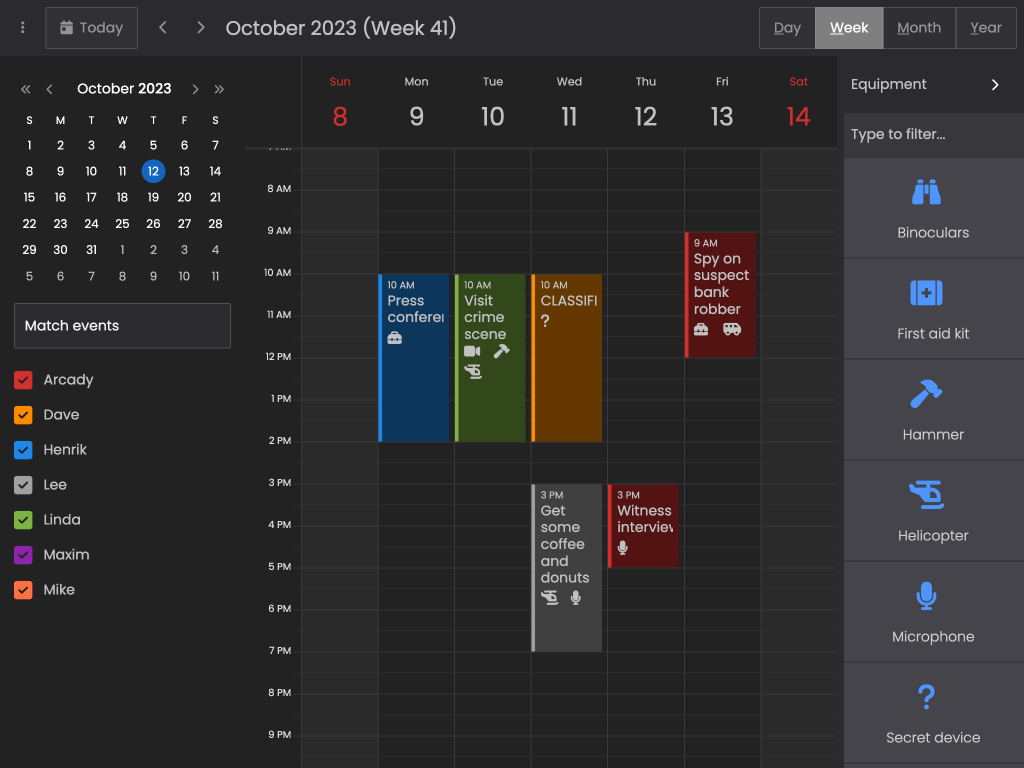 Today
October 2023 (Week 41)
Day
Week
Month
Year
October 2023
S M T W T F S
1 2 3 4 5 6 7
8 9 10 11 12 13 14
15 16 17 18 19 20 21
22 23 24 25 26 27 28
29 30 31 1 2 3 4
5 6 7 8 9 10 11
Match events
Arcady
Dave
Henrik
Lee
Linda
Maxim
Mike
Sun Mon Tue Wed Thu Fri Sat
8 9 10 11 12 13 14
8 AM
9 AM
10 AM
11 AM
12 PM
1 PM
2 PM
3 PM
4 PM
5 PM
6 PM
7 PM
8 PM
9 PM
10 AM
Press
confere
10 AM
Visit
crime
scene
10 AM
CLASSIFI
?
3 PM
Get
some
coffee
and
donuts
3 PM
Witness
interview
9 AM
Spy on
suspect
bank
robber
Equipment
Type to filter...
Binoculars
First aid kit
Hammer
Helicopter
Microphone
?
Secret device